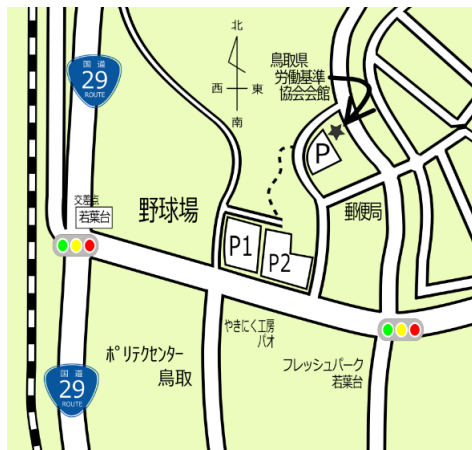 国道
29
ROUTE
北
西 東
南
鳥取県
労働基準
協会会館
P
交差点
若葉台
野球場
郵便局
P1
P2
やきにく工房
パオ
ポリテクセンター
鳥取
フレッシュパーク
若葉台
国道
29
ROUTE